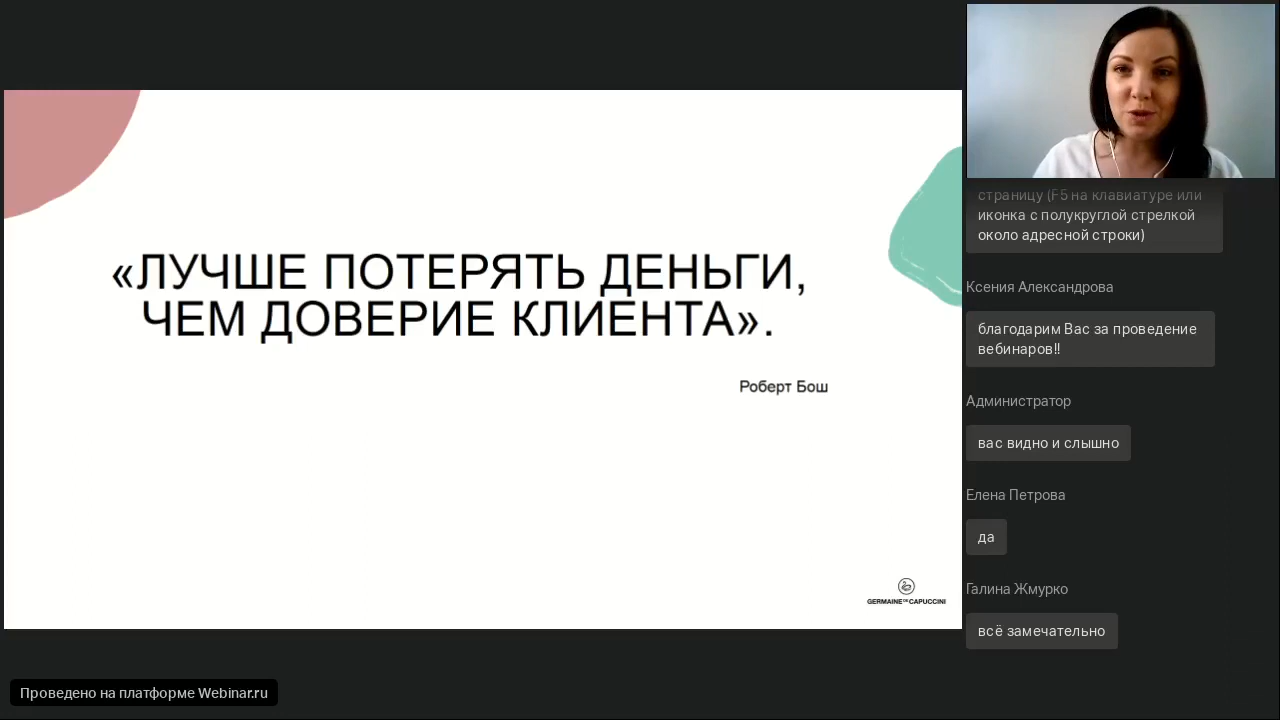 «ЛУЧШЕ ПОТЕРЯТЬ ДЕНЬГИ,
ЧЕМ ДОВЕРИЕ КЛИЕНТА».
Роберт Бош
GERMAINE DE CAPUCCINI
Проведено на платформе Webinar.ru
страницу (F5 на клавиатуре или
иконка с полукруглой стрелкой
около адресной строки)
Ксения Александрова
благодарим Вас за проведение
вебинаров!!
Администратор
вас видно и слышно
Елена Петрова
да
Галина Жмурко
всё замечательно